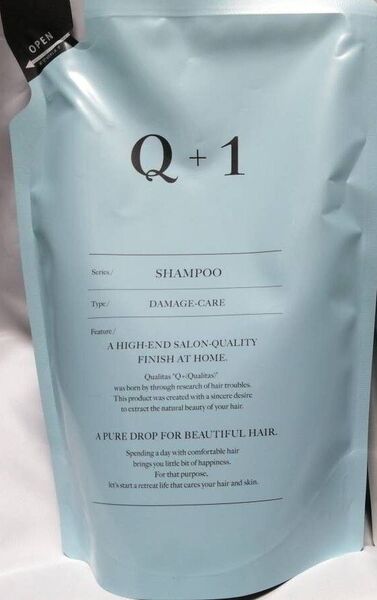 OPEN
Q + 1
Series/ SHAMPOO
Type/ DAMAGE-CARE
Feature/
A HIGH-END SALON-QUALITY
FINISH AT HOME.
Qualitas "Q+(Qualitas)"
was born by through research of hair troubles.
This product was created with a sincere desire
to extract the natural beauty of your hair.
A PURE DROP FOR BEAUTIFUL HAIR.
Spending a day with comfortable hair
brings you little bit of happiness.
For that purpose,
let's start a retreat life that cares your hair and skin.